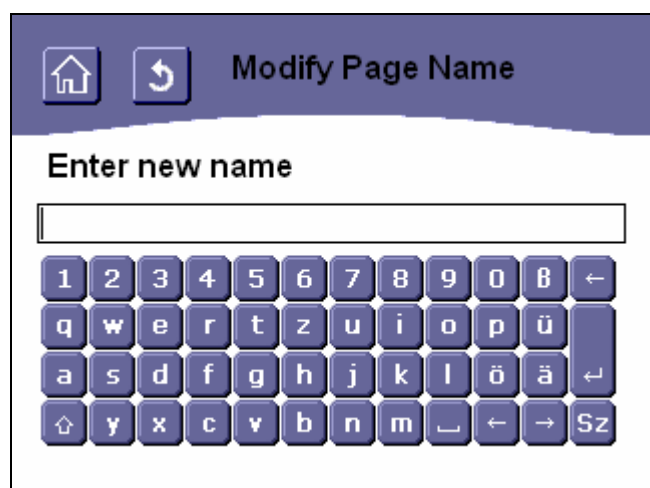 Modify Page Name
Enter new name
1 2 3 4 5 6 7 8 9 0 ß ←
q w e r t z u i o p ü
a s d f g h j k l ö ä ↵
⇧ y x c v b n m ⎵ ← → Sz